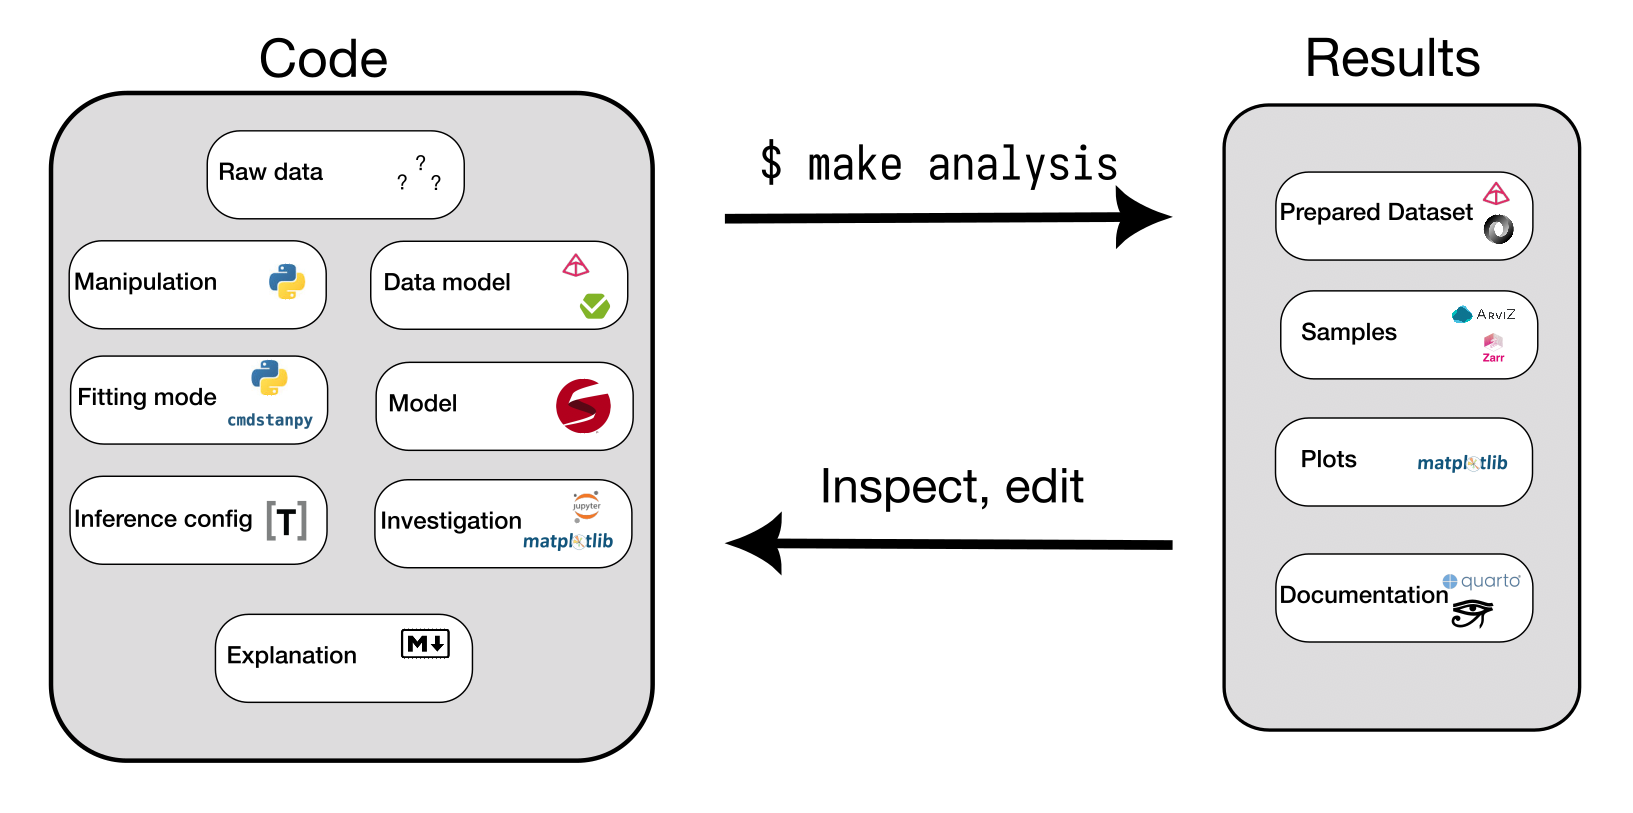 Code
Results
$ make analysis
Raw data
?
?
?
Manipulation
Data model
Fitting mode
cmdstanpy
Model
Inference config
[T]
Investigation
jupyter
matplotlib
Explanation
M
Inspect, edit
Prepared Dataset
Samples
ARVIZ
Zarr
Plots
matplotlib
Documentation
quarto